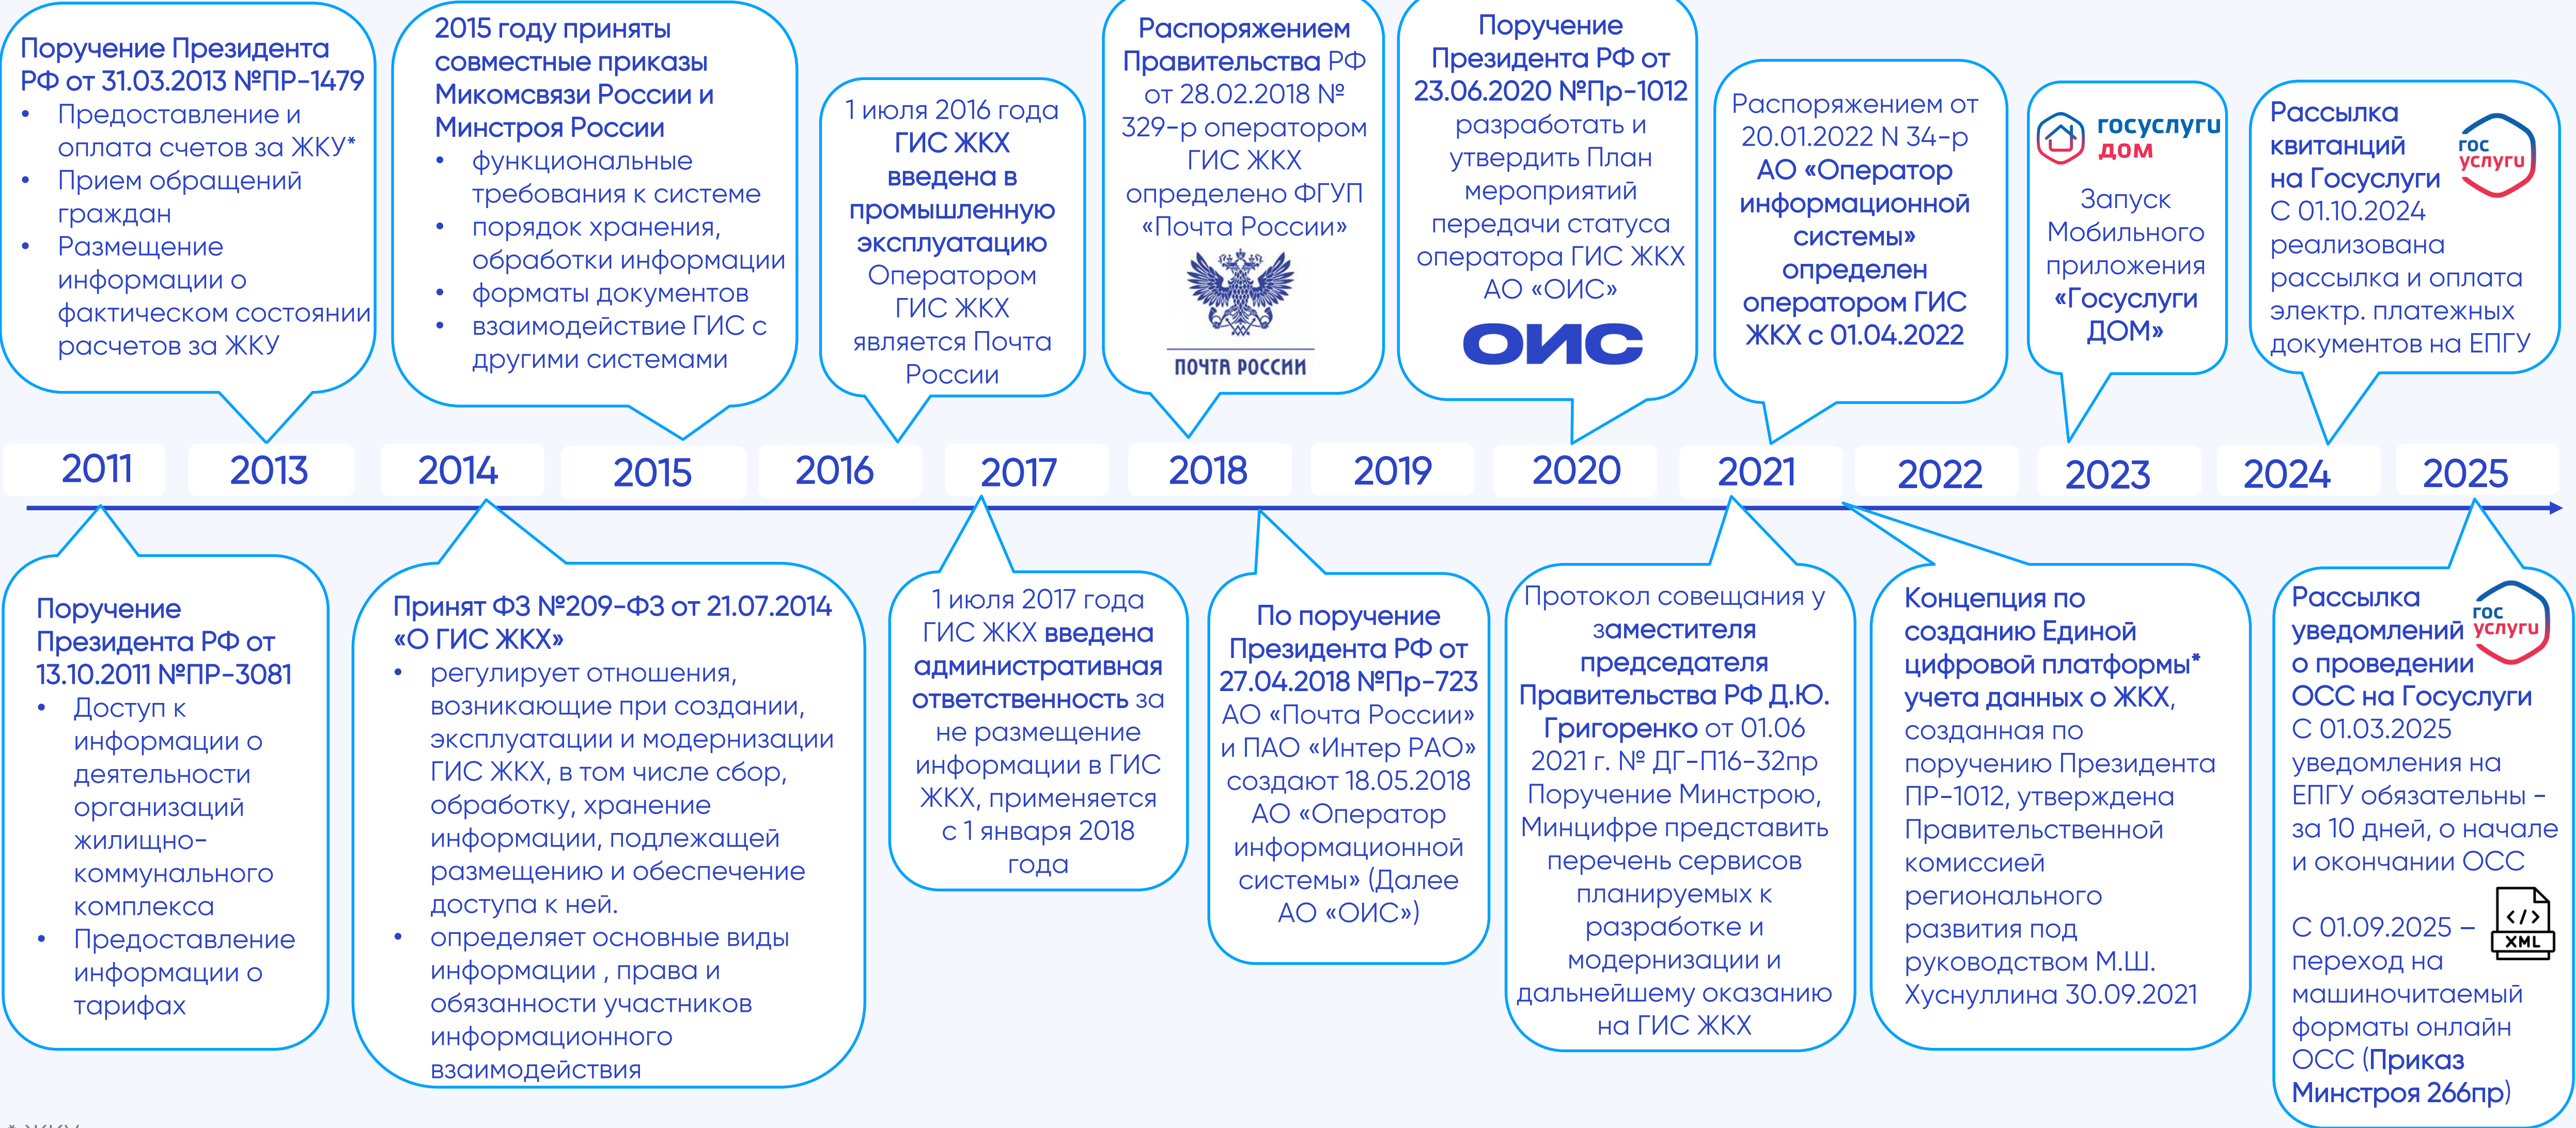 Поручение Президента
РФ от 31.03.2013 №ПР-1479
• Предоставление и
оплата счетов за ЖКУ*
• Прием обращений
граждан
• Размещение
информации о
фактическом состоянии
расчетов за ЖКУ
2015 году приняты
совместные приказы
Микомсвязи России и
Минстроя России
• функциональные
требования к системе
• порядок хранения,
обработки информации
• форматы документов
• взаимодействие ГИС с
другими системами
1 июля 2016 года
ГИС ЖКХ
введена в
промышленную
эксплуатацию
Оператором
ГИС ЖКХ
является Почта
России
Распоряжением
Правительства РФ
от 28.02.2018 №
329-р оператором
ГИС ЖКХ
определено ФГУП
«Почта России»
ПОЧТА РОССИИ
Поручение
Президента РФ от
23.06.2020 №Пр-1012
разработать и
утвердить План
мероприятий
передачи статуса
оператора ГИС ЖКХ
АО «ОИС»
ОИС
Распоряжением от
20.01.2022 N 34-р
АО «Оператор
информационной
системы»
определен
оператором ГИС
ЖКХ с 01.04.2022
госуслуги
дом
Запуск
Мобильного
приложения
«Госуслуги
ДОМ»
Рассылка
квитанций
на Госуслуги
гос
услуги
С 01.10.2024
реализована
рассылка и оплата
электр. платежных
документов на ЕПГУ
2011
2013
2014
2015
2016
2017
2018
2019
2020
2021
2022
2023
2024
2025
Поручение
Президента РФ от
13.10.2011 №ПР-3081
• Доступ к
информации о
деятельности
организаций
жилищно-
коммунального
комплекса
• Предоставление
информации о
тарифах
Принят ФЗ №209-ФЗ от 21.07.2014
«О ГИС ЖКХ»
• регулирует отношения,
возникающие при создании,
эксплуатации и модернизации
ГИС ЖКХ, в том числе сбор,
обработку, хранение
информации, подлежащей
размещению и обеспечение
доступа к ней.
• определяет основные виды
информации , права и
обязанности участников
информационного
взаимодействия
1 июля 2017 года
ГИС ЖКХ введена
административная
ответственность за
не размещение
информации в ГИС
ЖКХ, применяется
с 1 января 2018
года
По поручение
Президента РФ от
27.04.2018 №Пр-723
АО «Почта России»
и ПАО «Интер РАО»
создают 18.05.2018
АО «Оператор
информационной
системы» (Далее
АО «ОИС»)
Протокол совещания у
заместителя
председателя
Правительства РФ Д.Ю.
Григоренко от 01.06
2021 г. № ДГ-П16-32пр
Поручение Минстрою,
Минцифре представить
перечень сервисов
планируемых к
разработке и
модернизации и
дальнейшему оказанию
на ГИС ЖКХ
Концепция по
созданию Единой
цифровой платформы*
учета данных о ЖКХ,
созданная по
поручению Президента
ПР-1012, утверждена
Правительственной
комиссией
регионального
развития под
руководством М.Ш.
Хуснуллина 30.09.2021
Рассылка
уведомлений
о проведении
ОСС на Госуслуги
гос
услуги
С 01.03.2025
уведомления на
ЕПГУ обязательны -
за 10 дней, о начале
и окончании ОСС
С 01.09.2025 –
переход на
машиночитаемый
форматы онлайн
ОСС (Приказ
Минстроя 266пр)
</>
XML